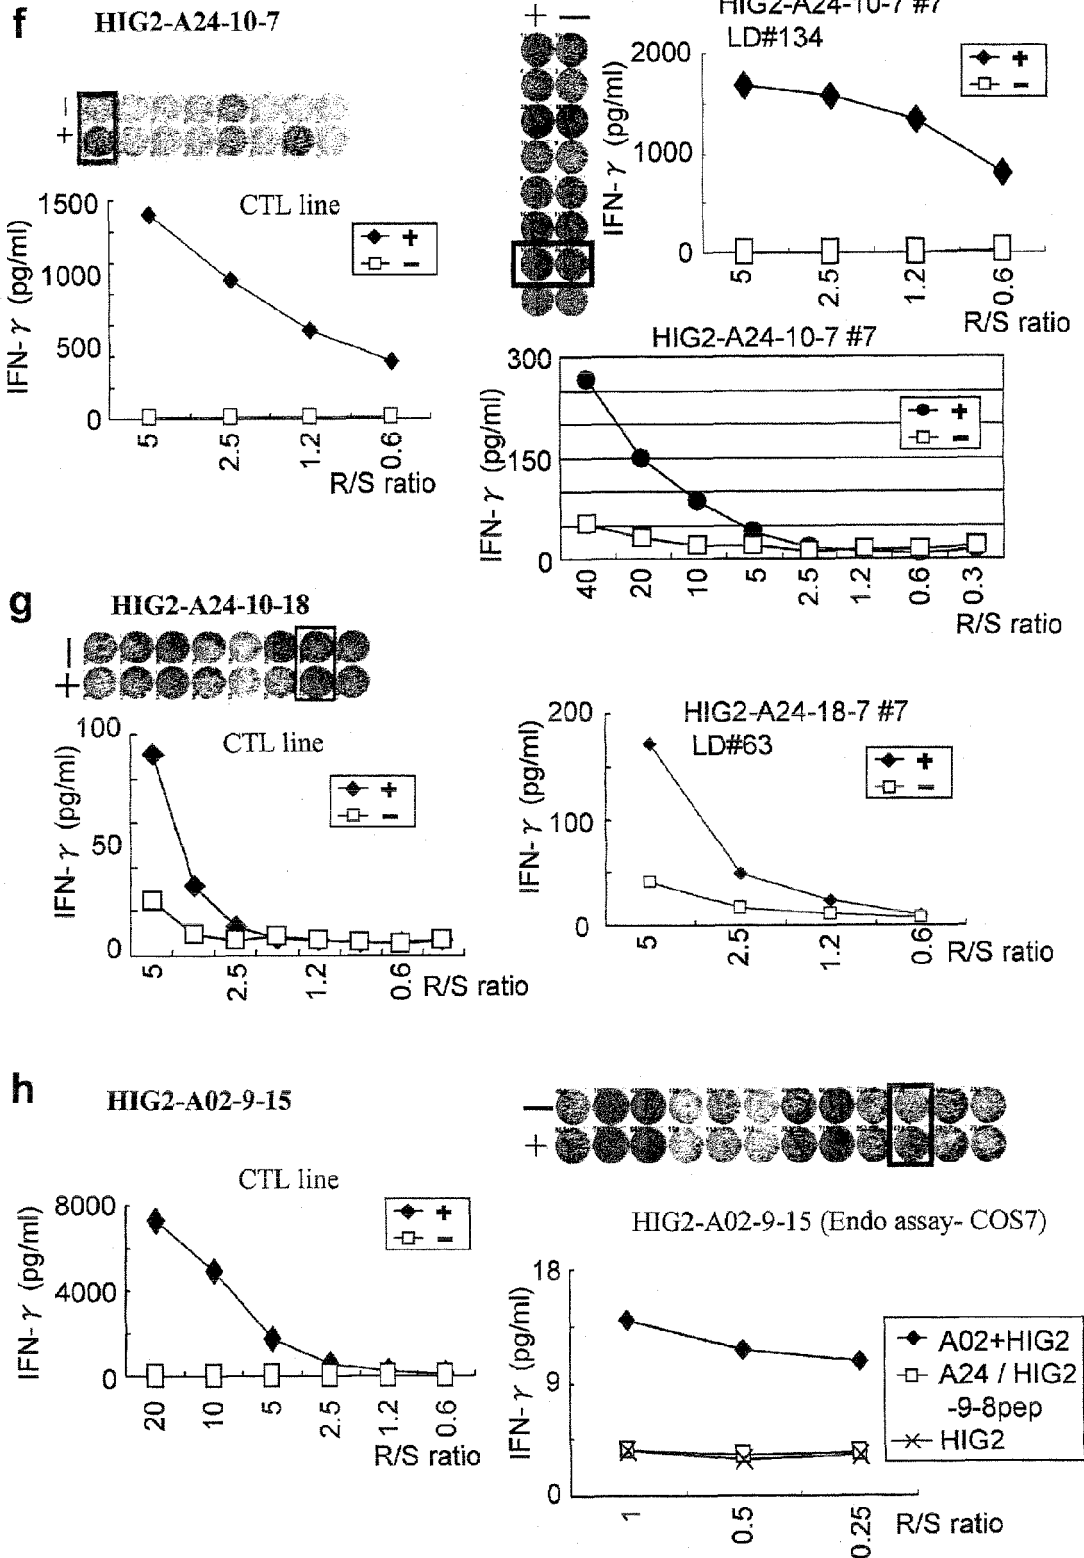 f
HIG2-A24-10-7
−
+
CTL line
IFN-γ (pg/ml)
1500
1000
500
0
+
−
5
2.5
1.2
0.6
R/S ratio
+ −
HIG2-A24-10-7 #7
LD#134
IFN-γ (pg/ml)
2000
1000
0
+
−
5
2.5
1.2
0.6
R/S ratio
HIG2-A24-10-7 #7
IFN-γ (pg/ml)
300
150
0
+
−
40
20
10
5
2.5
1.2
0.6
0.3
R/S ratio
g
HIG2-A24-10-18
−
+
CTL line
IFN-γ (pg/ml)
100
50
0
+
−
5
2.5
1.2
0.6
R/S ratio
HIG2-A24-18-7 #7
LD#63
IFN-γ (pg/ml)
200
100
0
+
−
5
2.5
1.2
0.6
R/S ratio
h
HIG2-A02-9-15
−
+
CTL line
IFN-γ (pg/ml)
8000
4000
0
+
−
20
10
5
2.5
1.2
0.6
R/S ratio
HIG2-A02-9-15 (Endo assay- COS7)
IFN-γ (pg/ml)
18
9
0
A02+HIG2
A24 / HIG2
-9-8pep
HIG2
1
0.5
0.25
R/S ratio